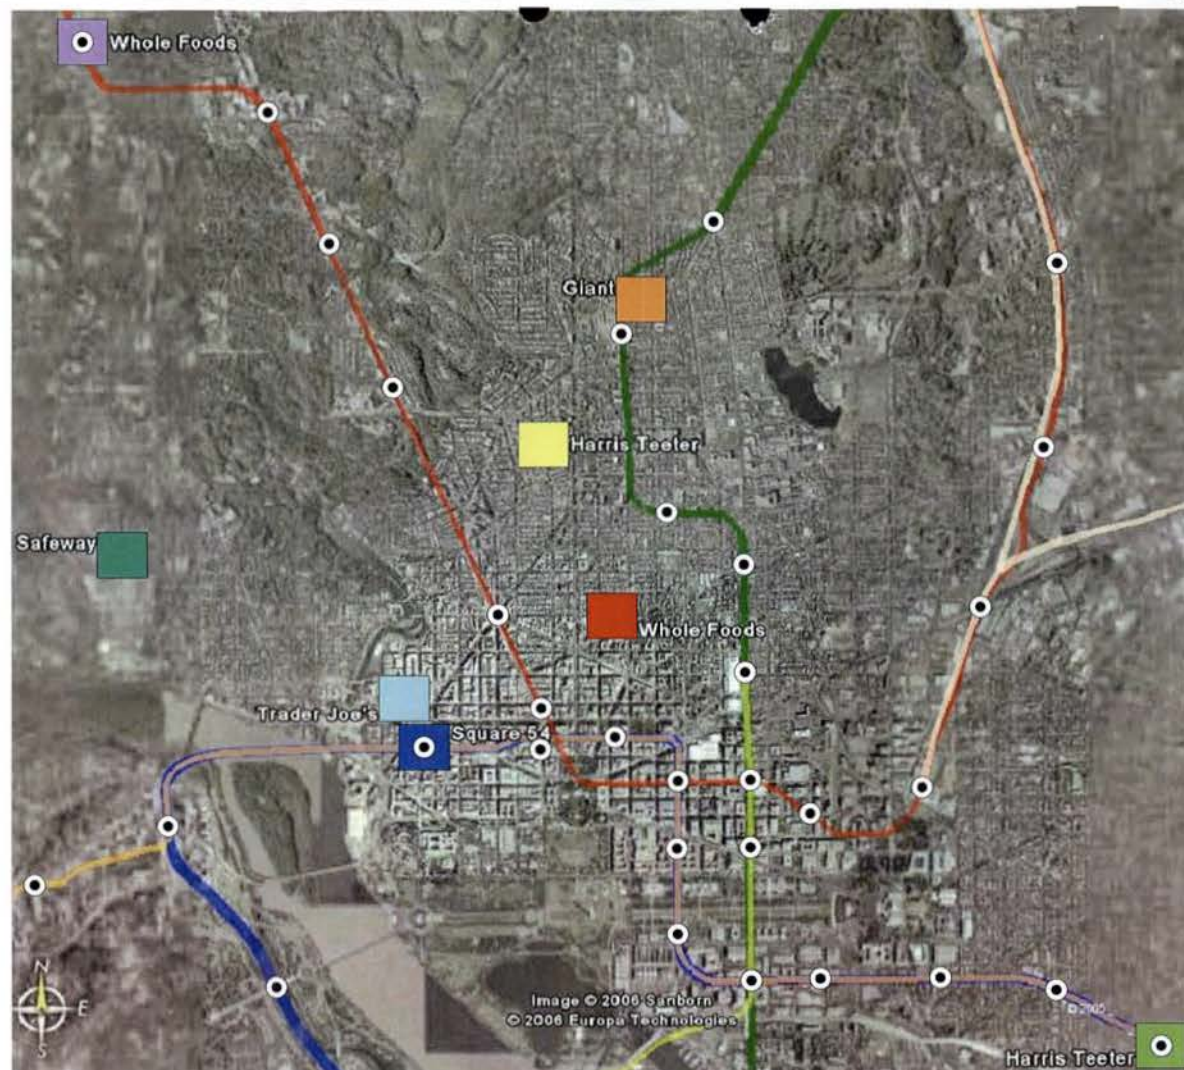 Whole Foods
Giant
Harris Teeter
Safeway
Whole Foods
Trader Joe's
Square 54
N
E
S
Image © 2006 Sanborn
© 2006 Europa Technologies
© 2005
Harris Teeter